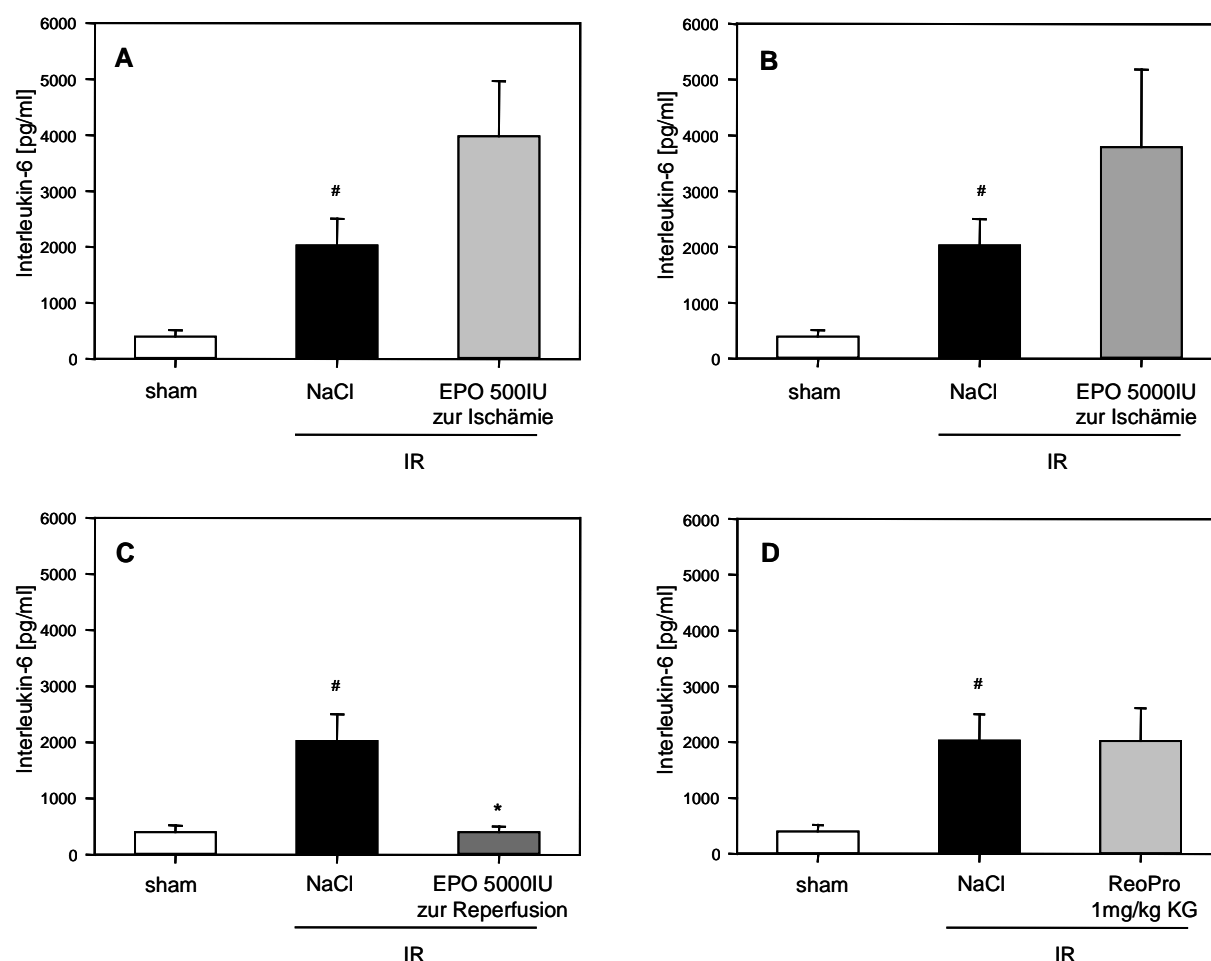 A
Interleukin-6 [pg/ml]
6000
5000
4000
3000
2000
1000
0
#
sham
NaCl
EPO 500IU
zur Ischämie
IR
B
Interleukin-6 [pg/ml]
6000
5000
4000
3000
2000
1000
0
#
sham
NaCl
EPO 5000IU
zur Ischämie
IR
C
Interleukin-6 [pg/ml]
6000
5000
4000
3000
2000
1000
0
#
*
sham
NaCl
EPO 5000IU
zur Reperfusion
IR
D
Interleukin-6 [pg/ml]
6000
5000
4000
3000
2000
1000
0
#
sham
NaCl
ReoPro
1mg/kg KG
IR